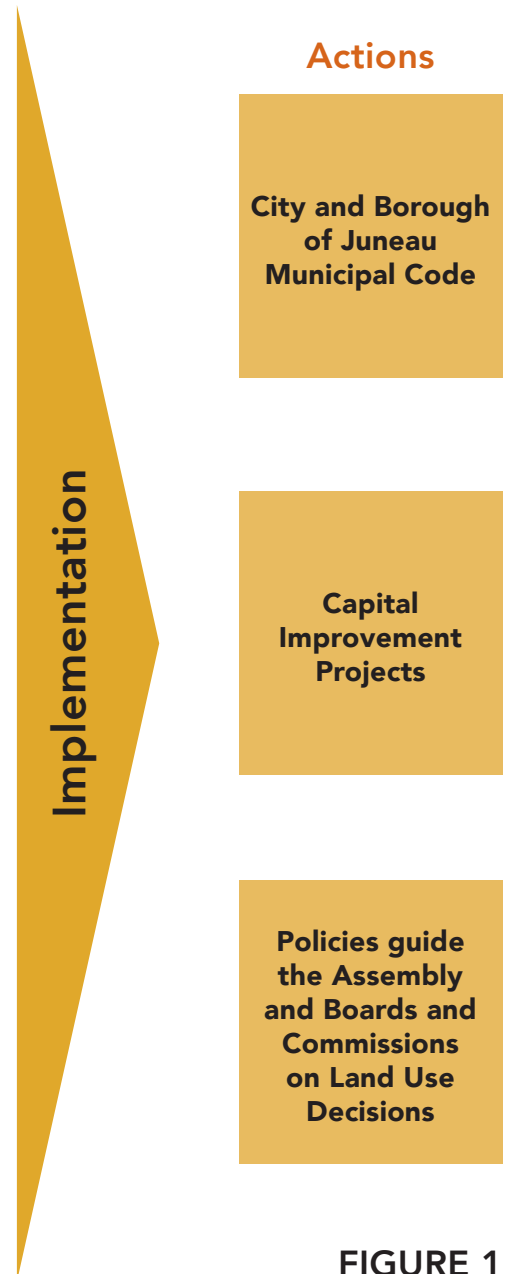 Actions
City and Borough
of Juneau
Municipal Code
Implementation
Capital
Improvement
Projects
Policies guide
the Assembly
and Boards and
Commissions
on Land Use
Decisions
FIGURE 1